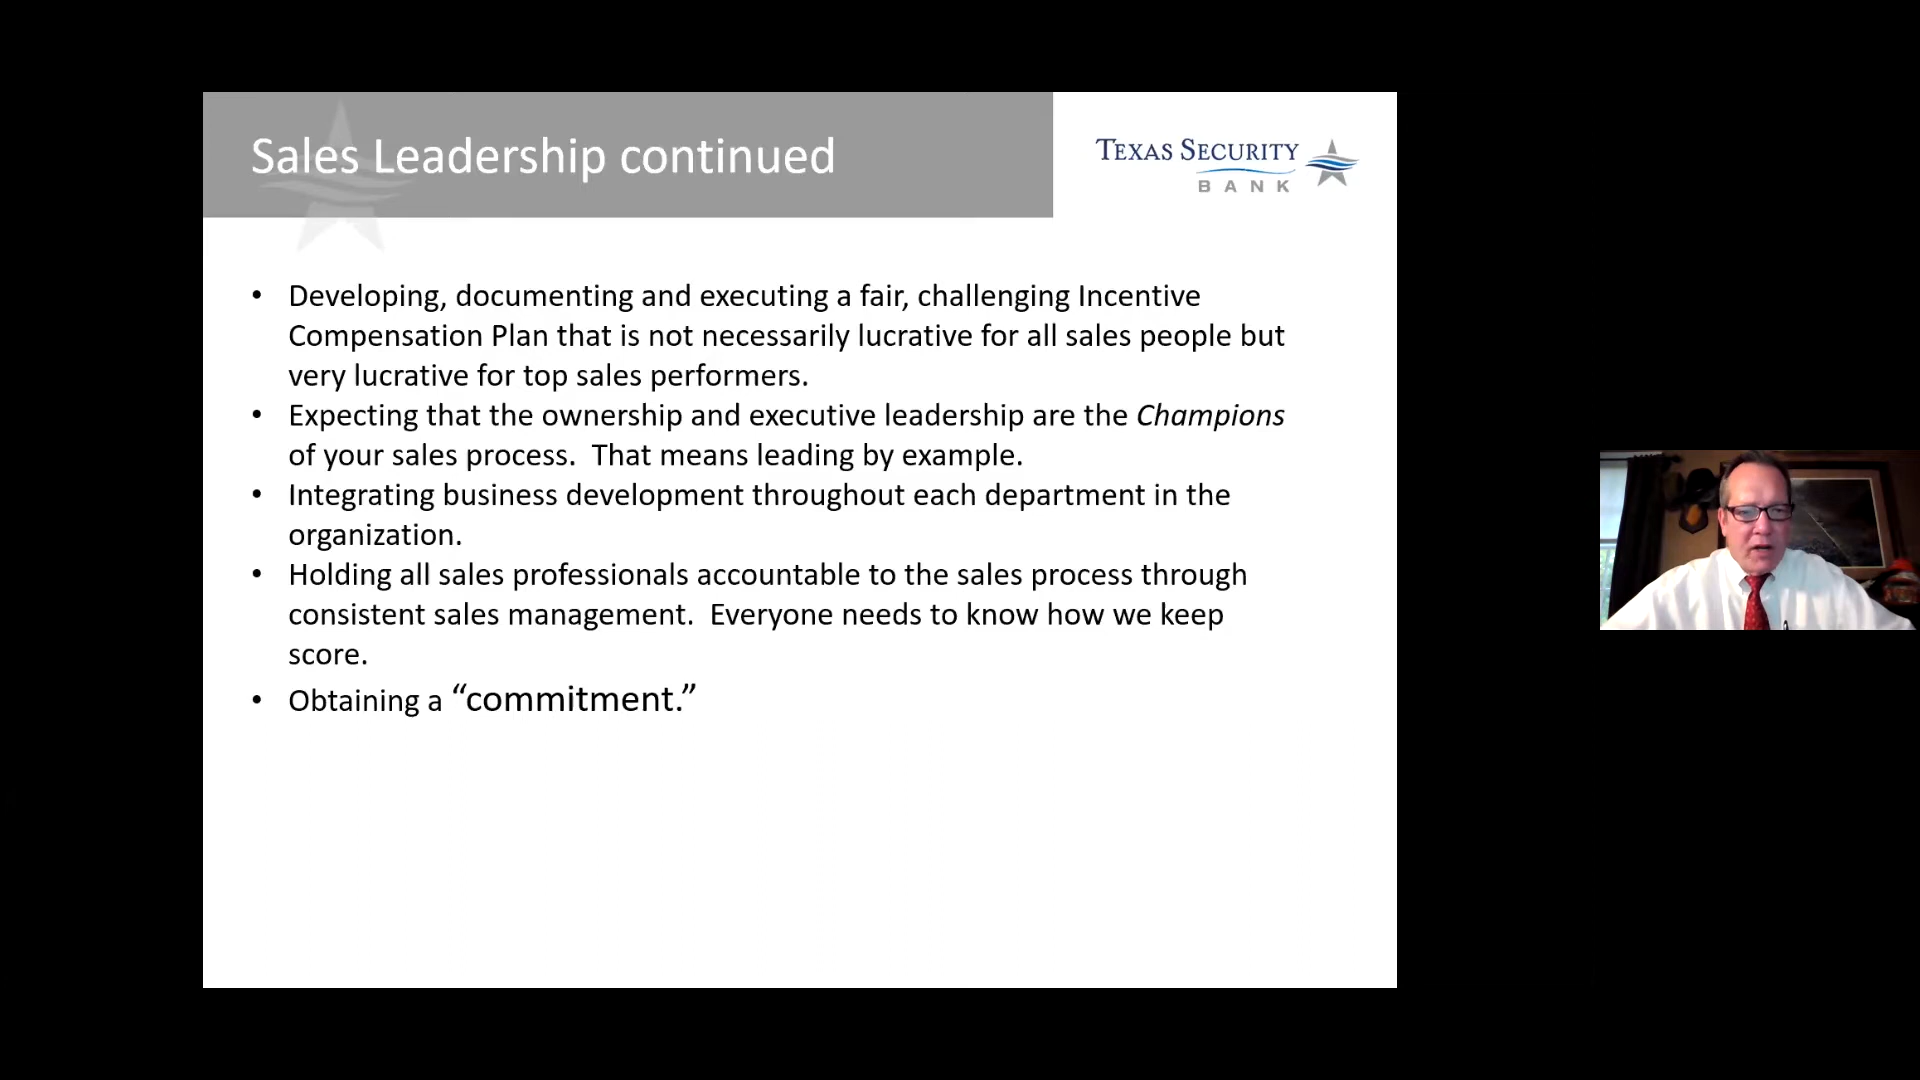 Sales Leadership continued
TEXAS SECURITY
BANK
• Developing, documenting and executing a fair, challenging Incentive
Compensation Plan that is not necessarily lucrative for all sales people but
very lucrative for top sales performers.
• Expecting that the ownership and executive leadership are the Champions
of your sales process.  That means leading by example.
• Integrating business development throughout each department in the
organization.
• Holding all sales professionals accountable to the sales process through
consistent sales management.  Everyone needs to know how we keep
score.
• Obtaining a “commitment.”